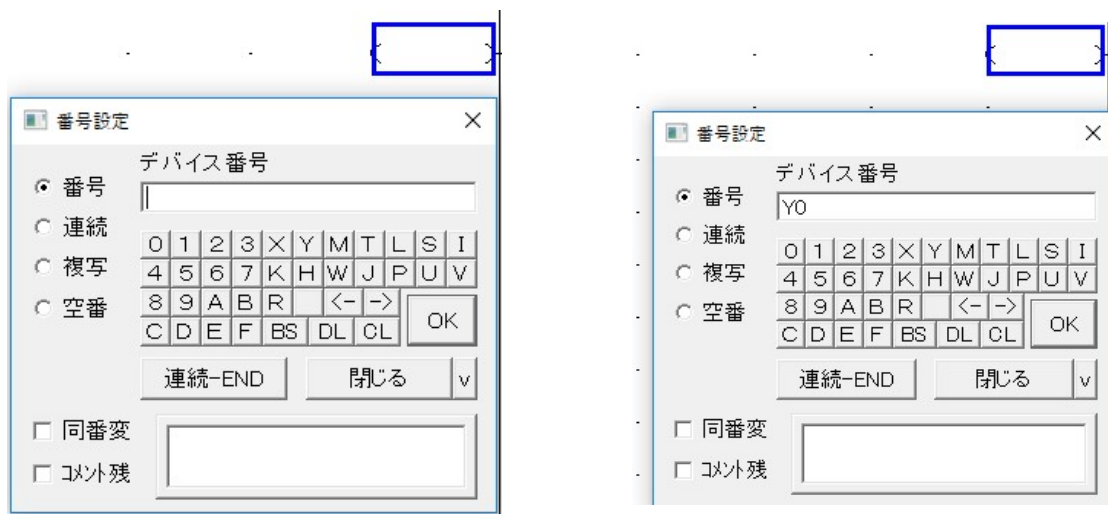 番号設定
デバイス番号
番号
連続
複写
空番
0 1 2 3 X Y M T L S I
4 5 6 7 K H W J P U V
8 9 A B R <- ->
C D E F BS DL CL
OK
連続-END
閉じる
v
同番変
コメント残
番号設定
デバイス番号
Y0
番号
連続
複写
空番
0 1 2 3 X Y M T L S I
4 5 6 7 K H W J P U V
8 9 A B R <- ->
C D E F BS DL CL
OK
連続-END
閉じる
v
同番変
コメント残